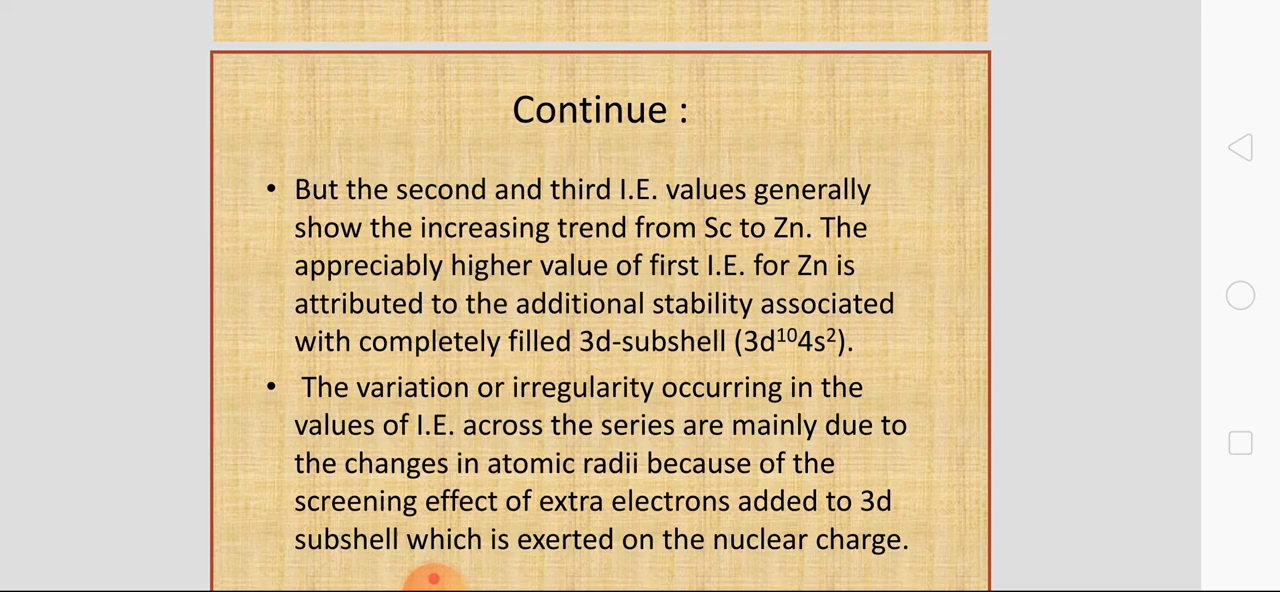 Continue :
• But the second and third I.E. values generally
show the increasing trend from Sc to Zn. The
appreciably higher value of first I.E. for Zn is
attributed to the additional stability associated
with completely filled 3d-subshell (3d¹⁰4s²).
• The variation or irregularity occurring in the
values of I.E. across the series are mainly due to
the changes in atomic radii because of the
screening effect of extra electrons added to 3d
subshell which is exerted on the nuclear charge.